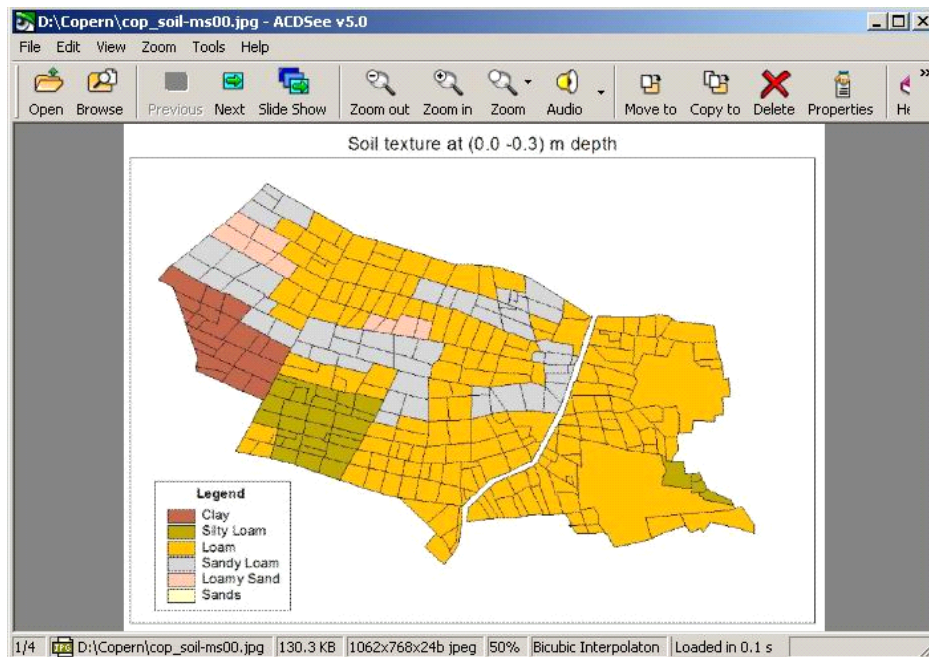 D:\Copern\cop_soil-ms00.jpg - ACDSee v5.0
File Edit View Zoom Tools Help
Open Browse Previous Next Slide Show Zoom out Zoom in Zoom Audio Move to Copy to Delete Properties He
Soil texture at (0.0 -0.3) m depth
Legend
Clay
Silty Loam
Loam
Sandy Loam
Loamy Sand
Sands
1/4 JPG D:\Copern\cop_soil-ms00.jpg 130.3 KB 1062x768x24b jpeg 50% Bicubic Interpolaton Loaded in 0.1 s